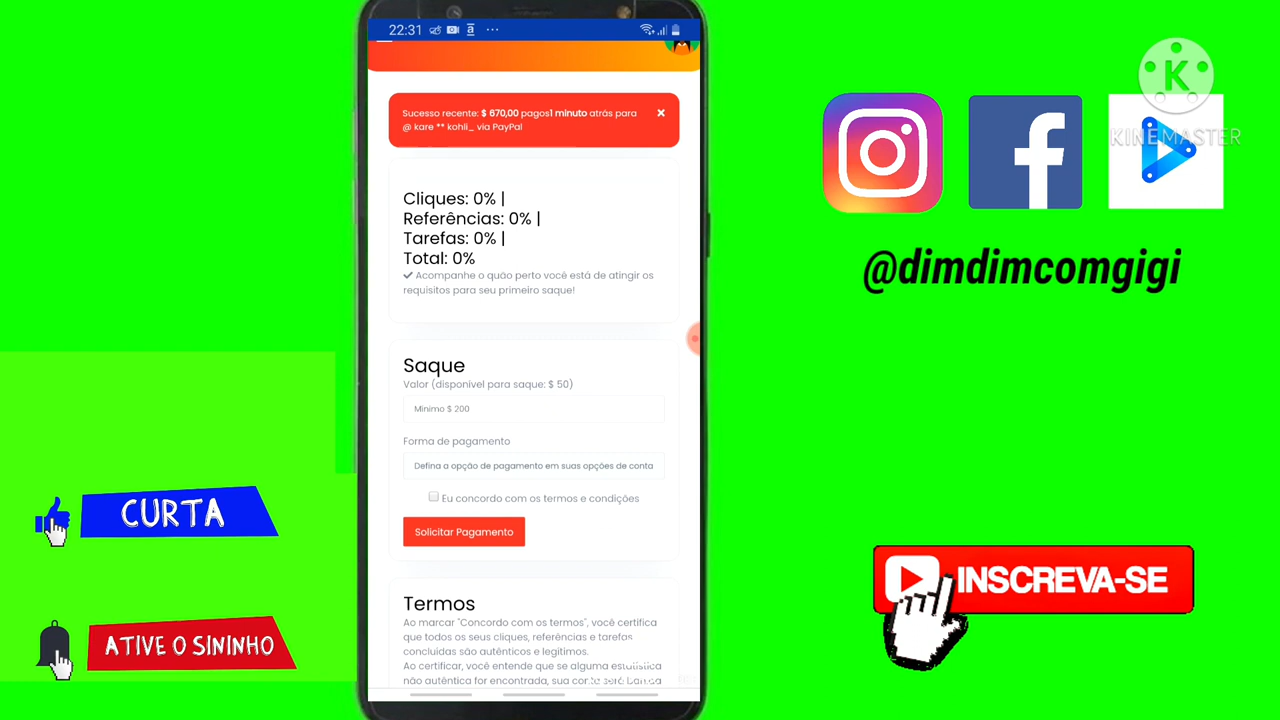 22:31
Sucesso recente: $ 670,00 pagos1 minuto atrás para
@ kare ** kohli_ via PayPal
Cliques: 0% |
Referências: 0% |
Tarefas: 0% |
Total: 0%
Acompanhe o quão perto você está de atingir os
requisitos para seu primeiro saque!
Saque
Valor (disponível para saque: $ 50)
Minimo $ 200
Forma de pagamento
Defina a opção de pagamento em suas opções de conta
Eu concordo com os termos e condições
Solicitar Pagamento
Termos
Ao marcar "Concordo com os termos", você certifica
que todos os seus cliques, referências e tarefas
concluídas são autênticos e legítimos.
Ao certificar, você entende que se alguma estatística
não autêntica for encontrada, sua conta será banida
CURTA
ATIVE O SININHO
K
KINEMASTER
@dimdimcomgigi
INSCREVA-SE